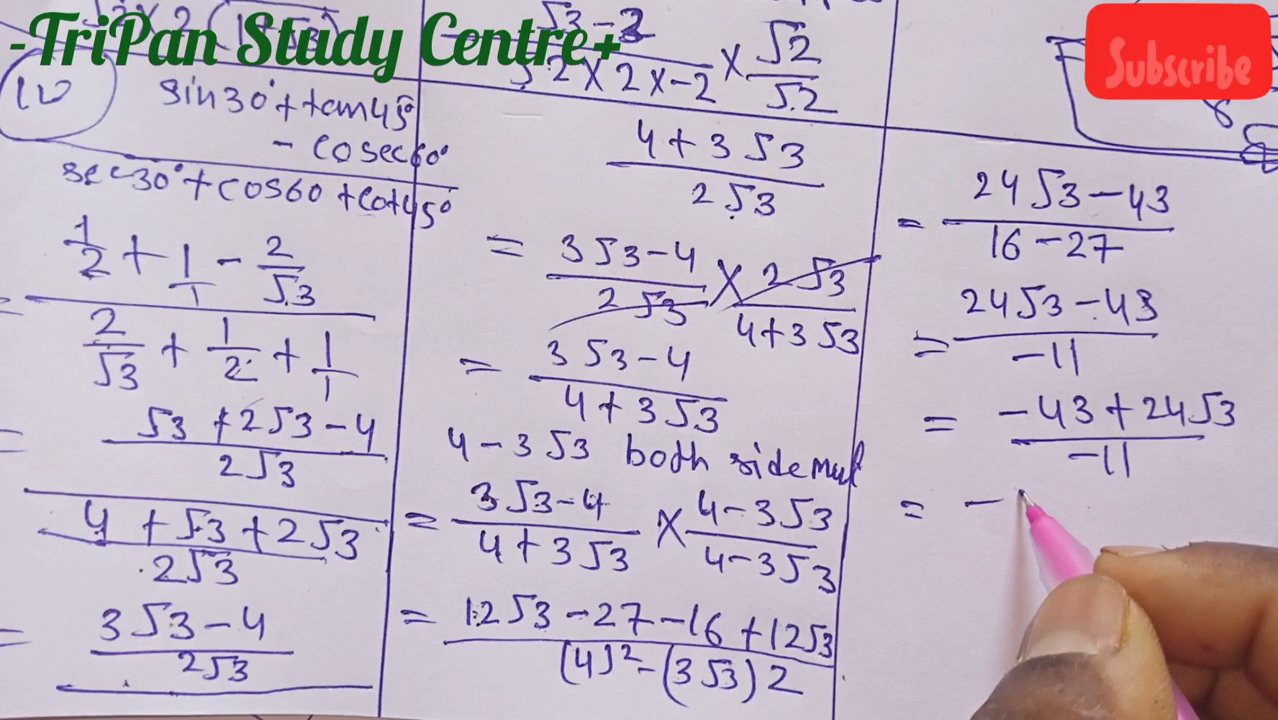 -TriPan Study Centre+
Subscribe
iv
sin30°+tan45°
- cosec60°
sec30°+cos60+cot45°
= 1/2 + 1/1 - 2/√3
2/√3 + 1/2 + 1/1
= √3+2√3-4
2√3
4+√3+2√3
2√3
= 3√3-4
2√3
× √2/√2
4+3√3
2√3
= 3√3-4/2√3 × 2√3/4+3√3
= 3√3-4
4+3√3
4-3√3 both side mul
= 3√3-4/4+3√3 × 4-3√3/4-3√3
= 12√3-27-16+12√3
(4)²-(3√3)2
= 24√3-43
16-27
= 24√3-43
-11
= -43+24√3
-11
= -